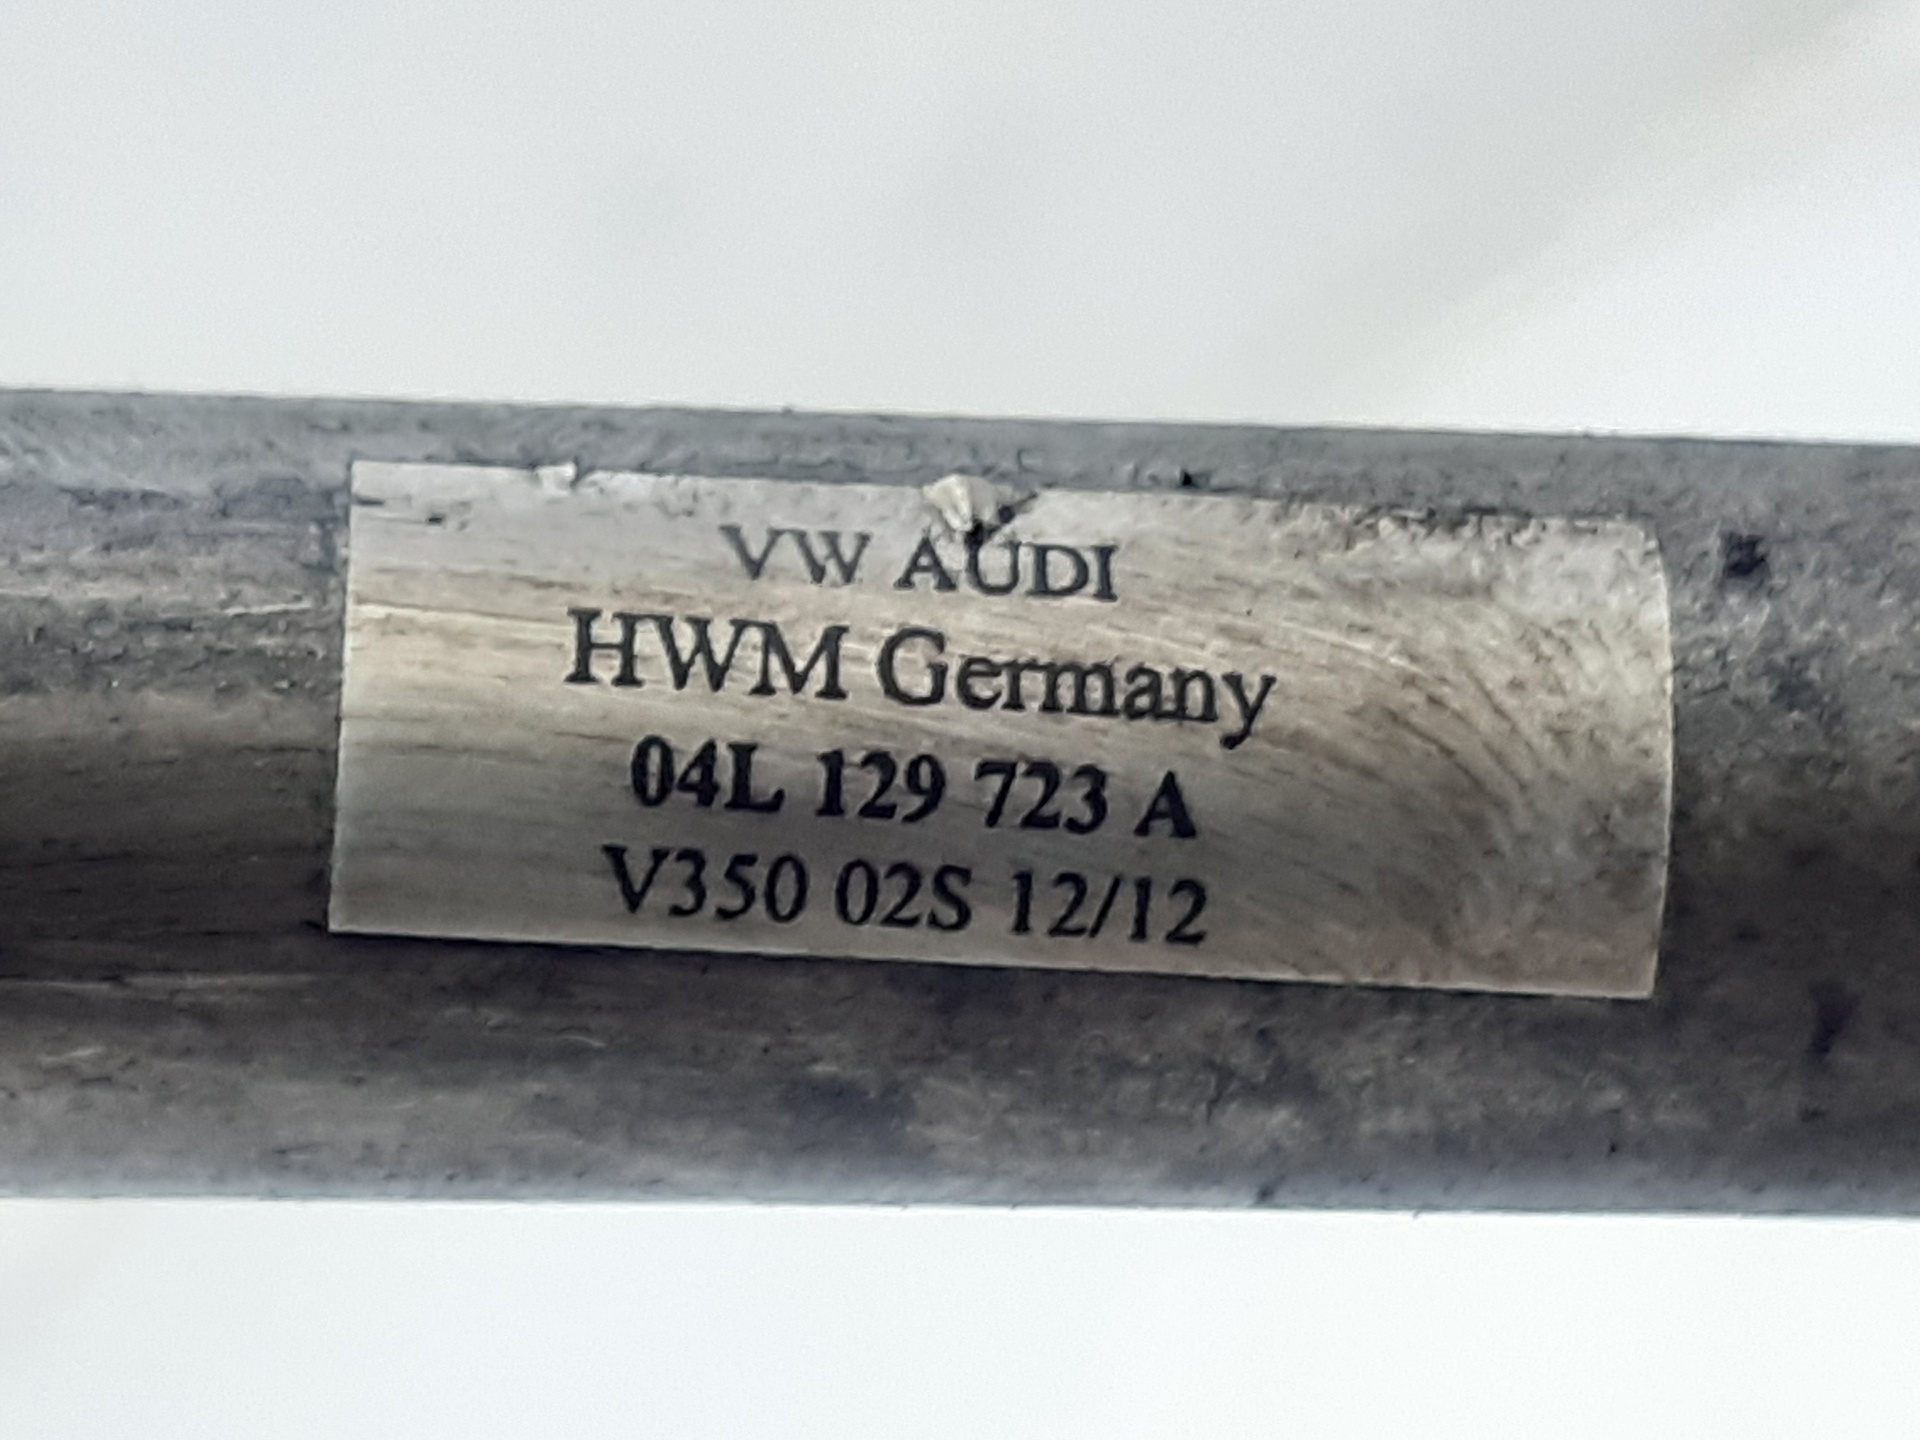 VW AUDI
HWM Germany
04L 129 723 A
V350 02S 12/12